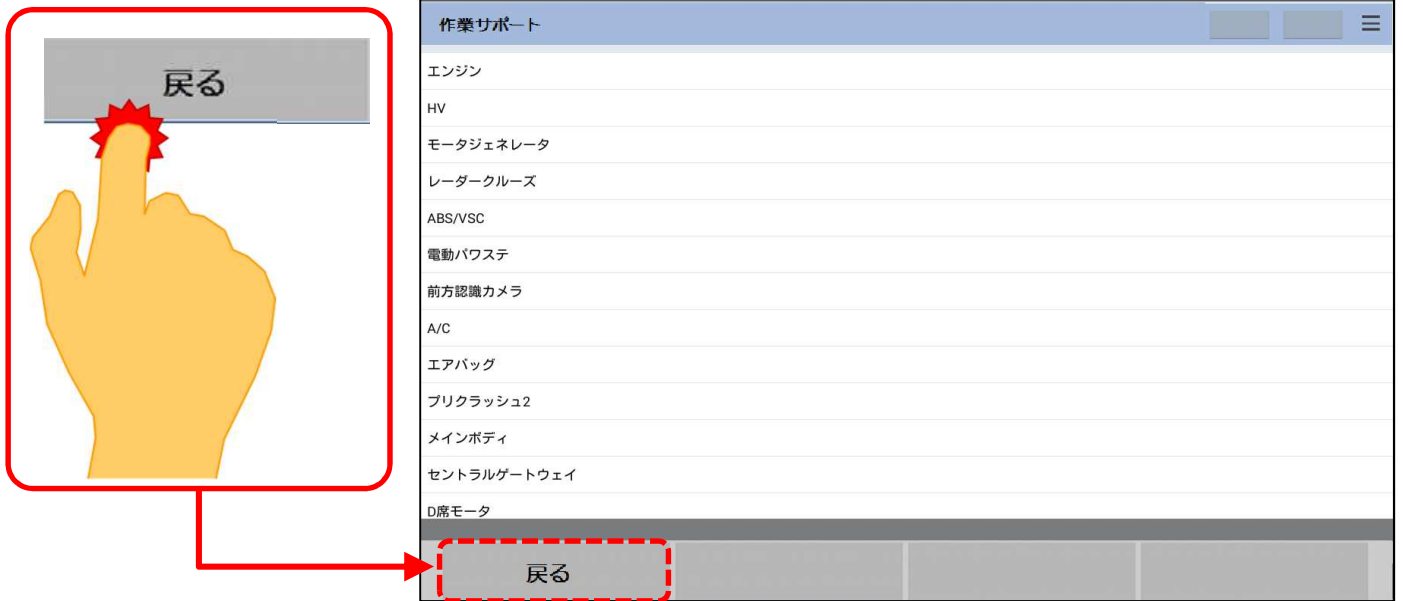 戻る
作業サポート
エンジン
HV
モータジェネレータ
レーダークルーズ
ABS/VSC
電動パワステ
前方認識カメラ
A/C
エアバッグ
プリクラッシュ2
メインボディ
セントラルゲートウェイ
D席モータ
戻る